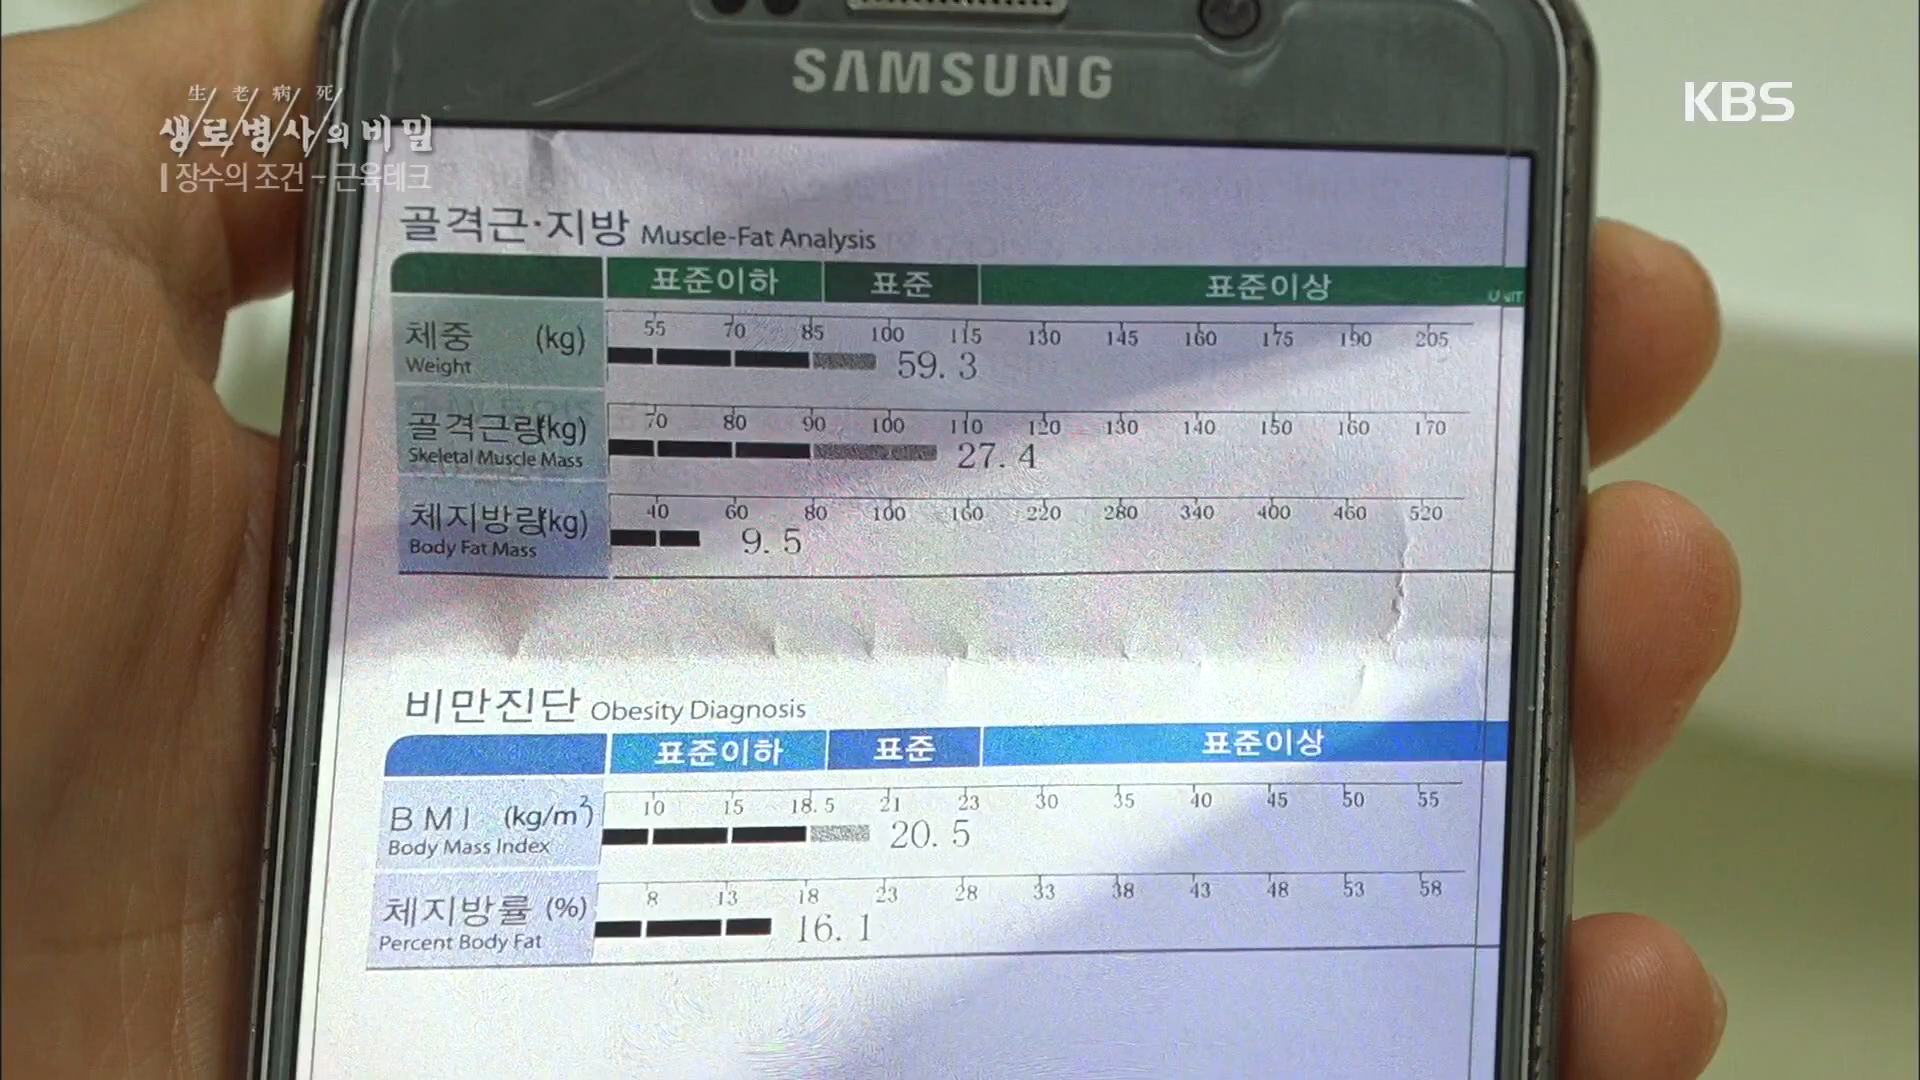 SAMSUNG
KBS
生老病死
생로병사의 비밀
장수의 조건 - 근육테크
골격근·지방 Muscle-Fat Analysis
표준이하 표준 표준이상
UNIT
체중 (kg) 55 70 85 100 115 130 145 160 175 190 205
Weight 59.3
골격근량(kg) 70 80 90 100 110 120 130 140 150 160 170
Skeletal Muscle Mass 27.4
체지방량(kg) 40 60 80 100 160 220 280 340 400 460 520
Body Fat Mass 9.5
비만진단 Obesity Diagnosis
표준이하 표준 표준이상
BMI (kg/m²) 10 15 18.5 21 23 30 35 40 45 50 55
Body Mass Index 20.5
체지방률 (%) 8 13 18 23 28 33 38 43 48 53 58
Percent Body Fat 16.1